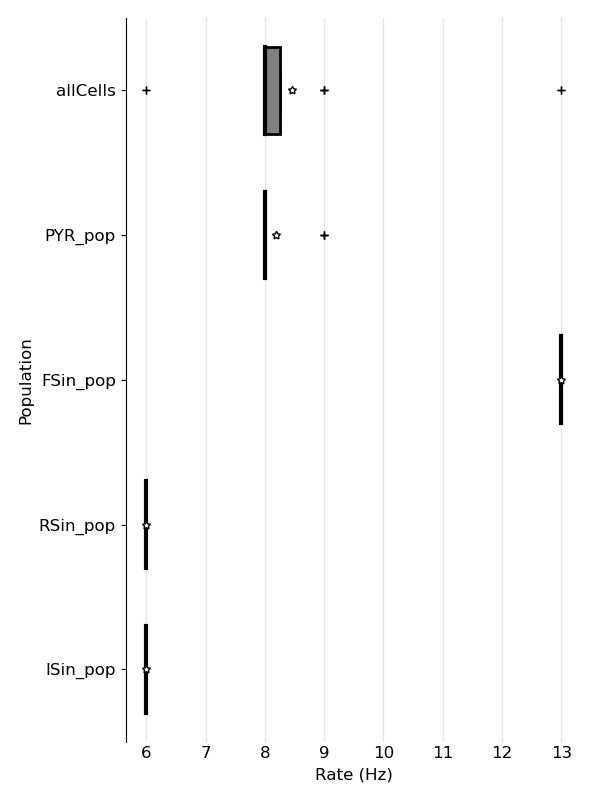 allCells
PYR_pop
FSin_pop
RSin_pop
ISin_pop
Population
6 7 8 9 10 11 12 13
Rate (Hz)